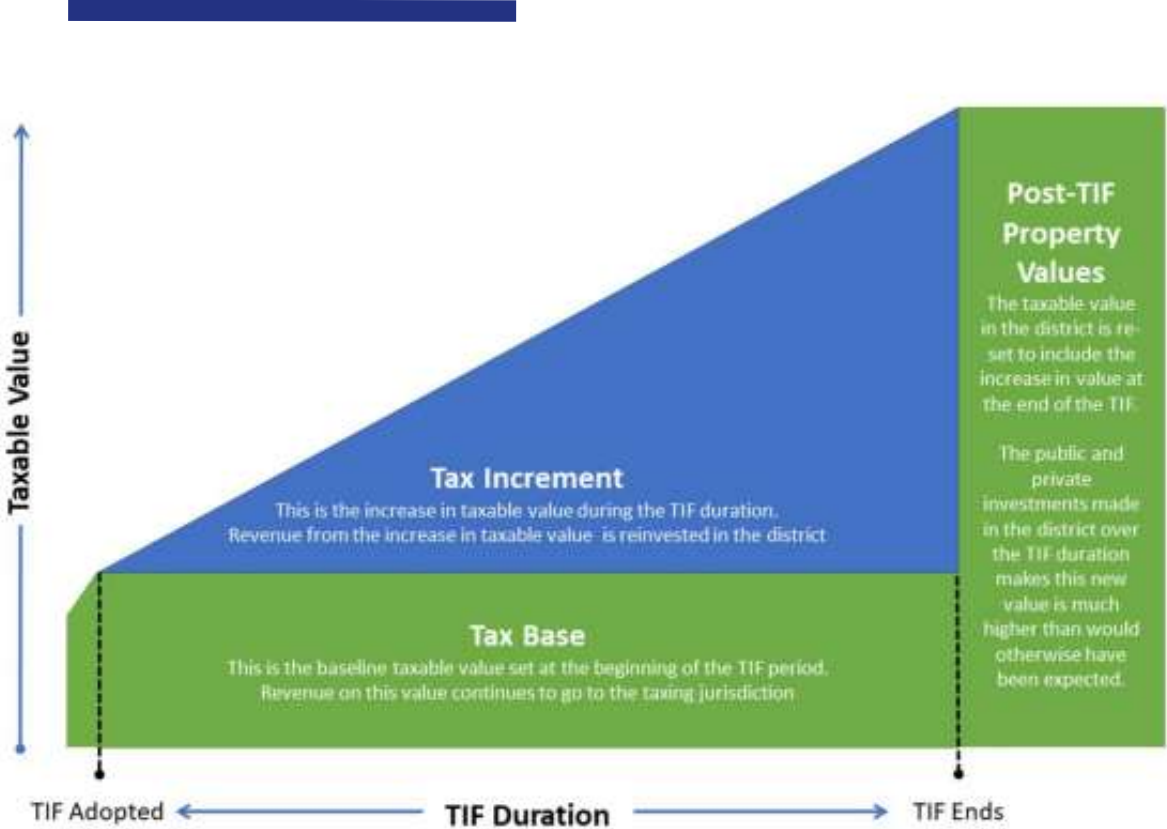 Post-TIF
Property
Values
The taxable value
in the district is re-
set to include the
increase in value at
the end of the TIF.
The public and
private
investments made
in the district over
the TIF duration
makes this new
value is much
higher than would
otherwise have
been expected.
Taxable Value
Tax Increment
This is the increase in taxable value during the TIF duration.
Revenue from the increase in taxable value is reinvested in the district
Tax Base
This is the baseline taxable value set at the beginning of the TIF period.
Revenue on this value continues to go to the taxing jurisdiction
TIF Adopted
TIF Duration
TIF Ends